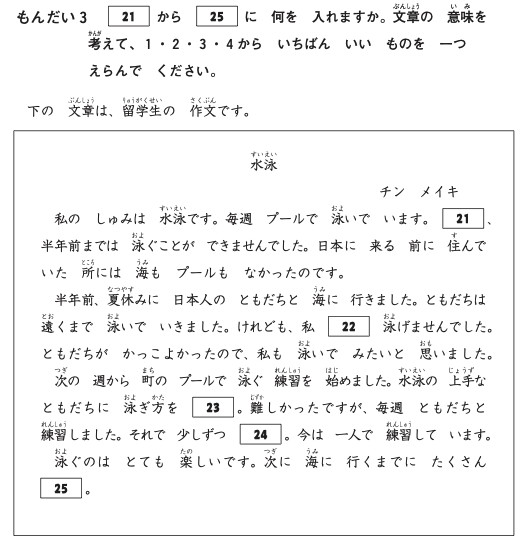 もんだい3 21 から 25 に 何を 入れますか。文章の 意味を
考えて、1・2・3・4から いちばん いい ものを 一つ
えらんで ください。
下の 文章は、留学生の 作文です。
水泳
チン メイキ
私の しゅみは 水泳です。毎週 プールで 泳いで います。 21 、
半年前までは 泳ぐことが できませんでした。日本に 来る 前に 住んで
いた 所には 海も プールも なかったのです。
半年前、夏休みに 日本人の ともだちと 海に 行きました。ともだちは
遠くまで 泳いで いきました。けれども、私 22 泳げませんでした。
ともだちが かっこよかったので、私も 泳いで みたいと 思いました。
次の 週から 町の プールで 泳ぐ 練習を 始めました。水泳の 上手な
ともだちに 泳ぎ方を 23 。難しかったですが、毎週 ともだちと
練習しました。それで 少しずつ 24 。今は 一人で 練習して います。
泳ぐのは とても 楽しいです。次に 海に 行くまでに たくさん
25 。